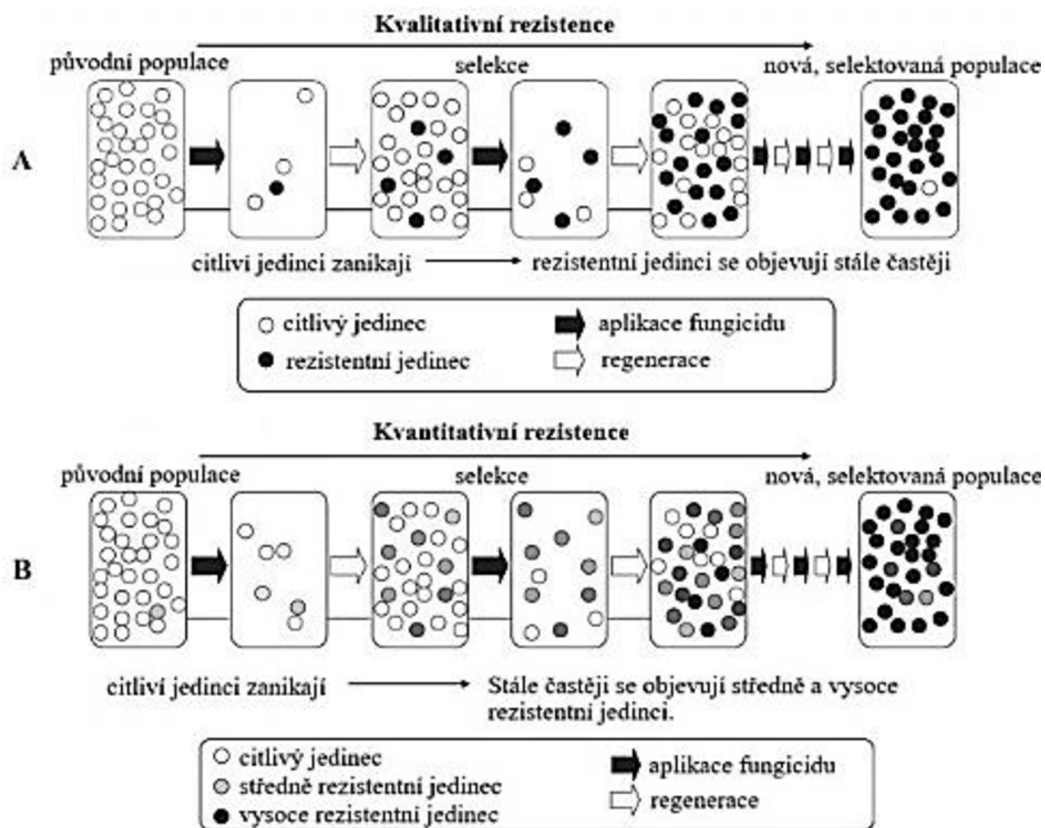 Kvalitativní rezistence
původní populace
selekce
nová, selektovaná populace
A
citliví jedinci zanikají
rezistentní jedinci se objevují stále častěji
citlivý jedinec
aplikace fungicidu
rezistentní jedinec
regenerace
Kvantitativní rezistence
původní populace
selekce
nová, selektovaná populace
B
citliví jedinci zanikají
Stále častěji se objevují středně a vysoce
rezistentní jedinci.
citlivý jedinec
aplikace fungicidu
středně rezistentní jedinec
regenerace
vysoce rezistentní jedinec